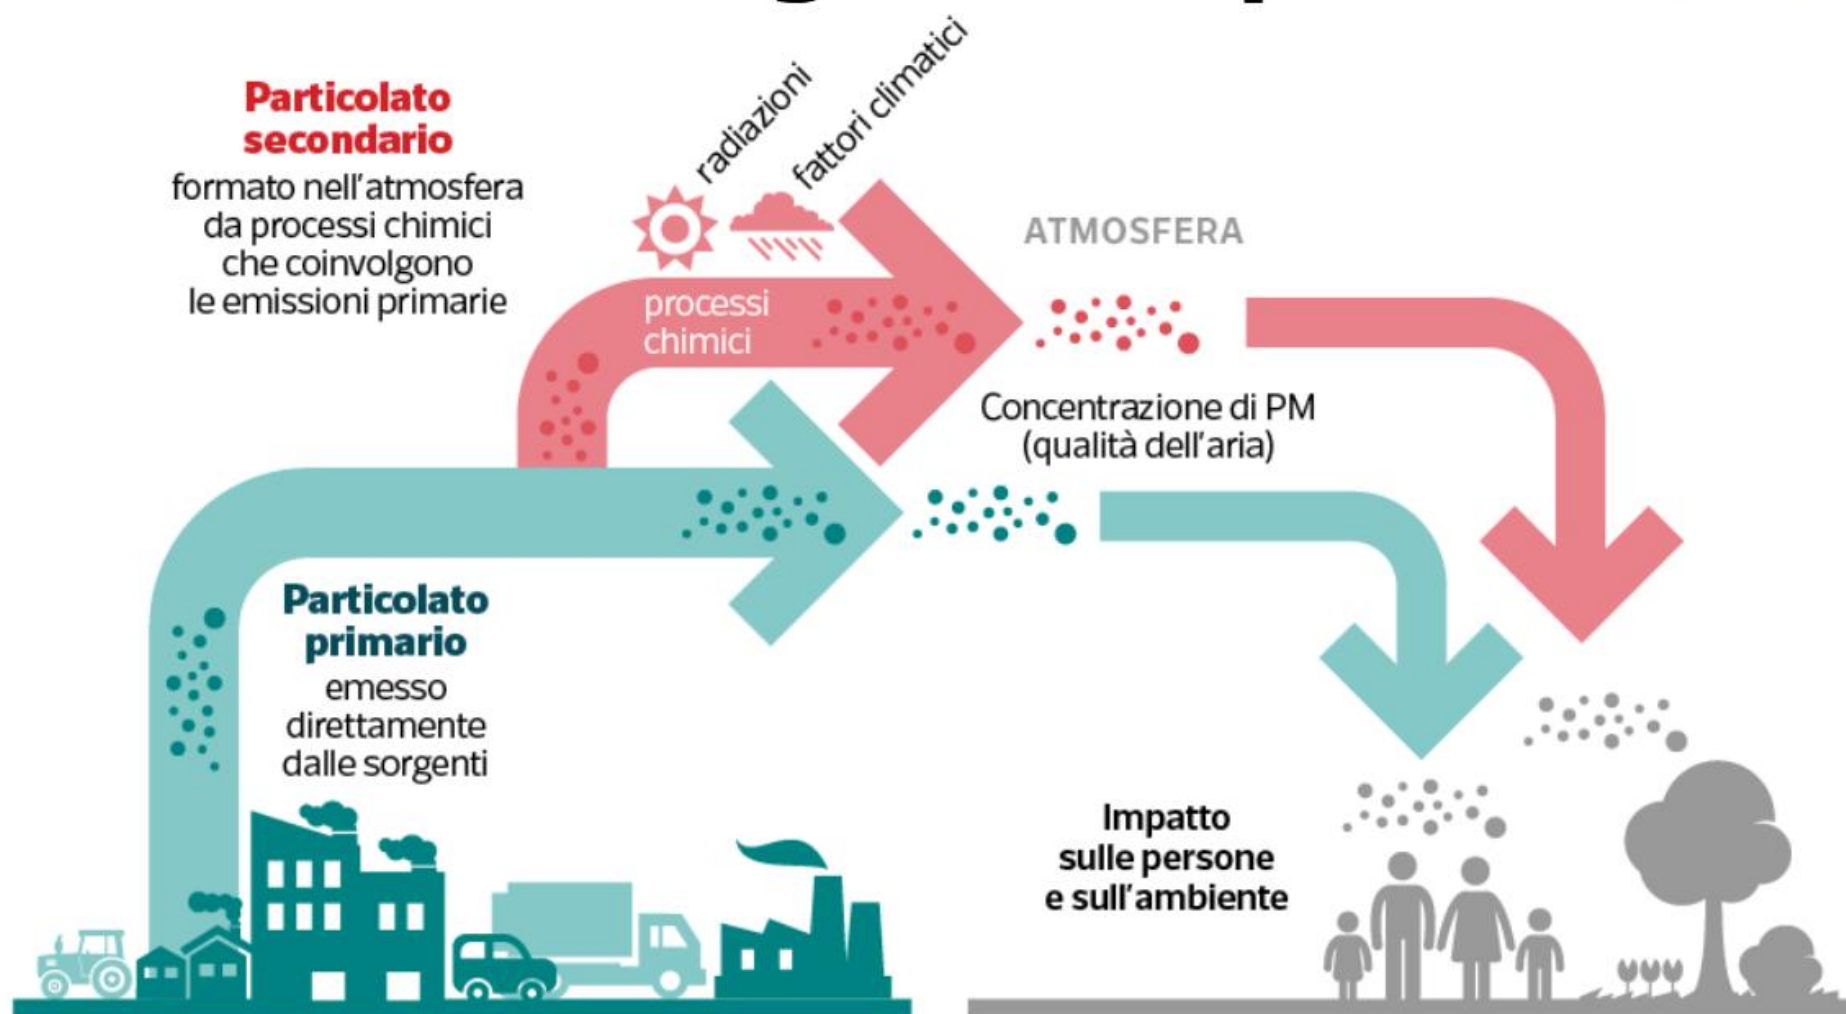 Particolato
secondario
formato nell'atmosfera
da processi chimici
che coinvolgono
le emissioni primarie
radiazioni
fattori climatici
processi
chimici
ATMOSFERA
Concentrazione di PM
(qualità dell'aria)
Particolato
primario
emesso
direttamente
dalle sorgenti
Impatto
sulle persone
e sull'ambiente